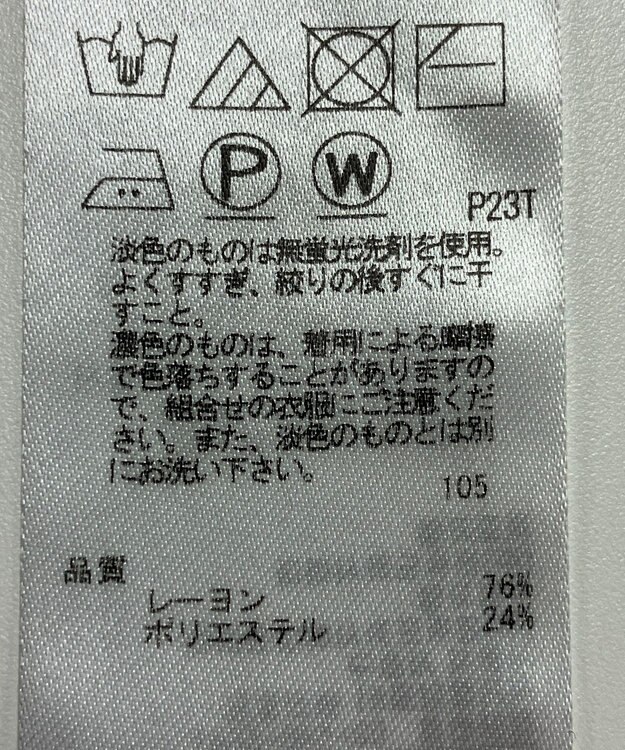 P W
P23T
淡色のものは無蛍光洗剤を使用。
よくすすぎ、絞りの後すぐに干
すこと。
濃色のものは、着用による摩擦
で色落ちすることがありますの
で、組合せの衣服にご注意くだ
さい。また、淡色のものとは別
にお洗い下さい。
105
品質
レーヨン 76%
ポリエステル 24%